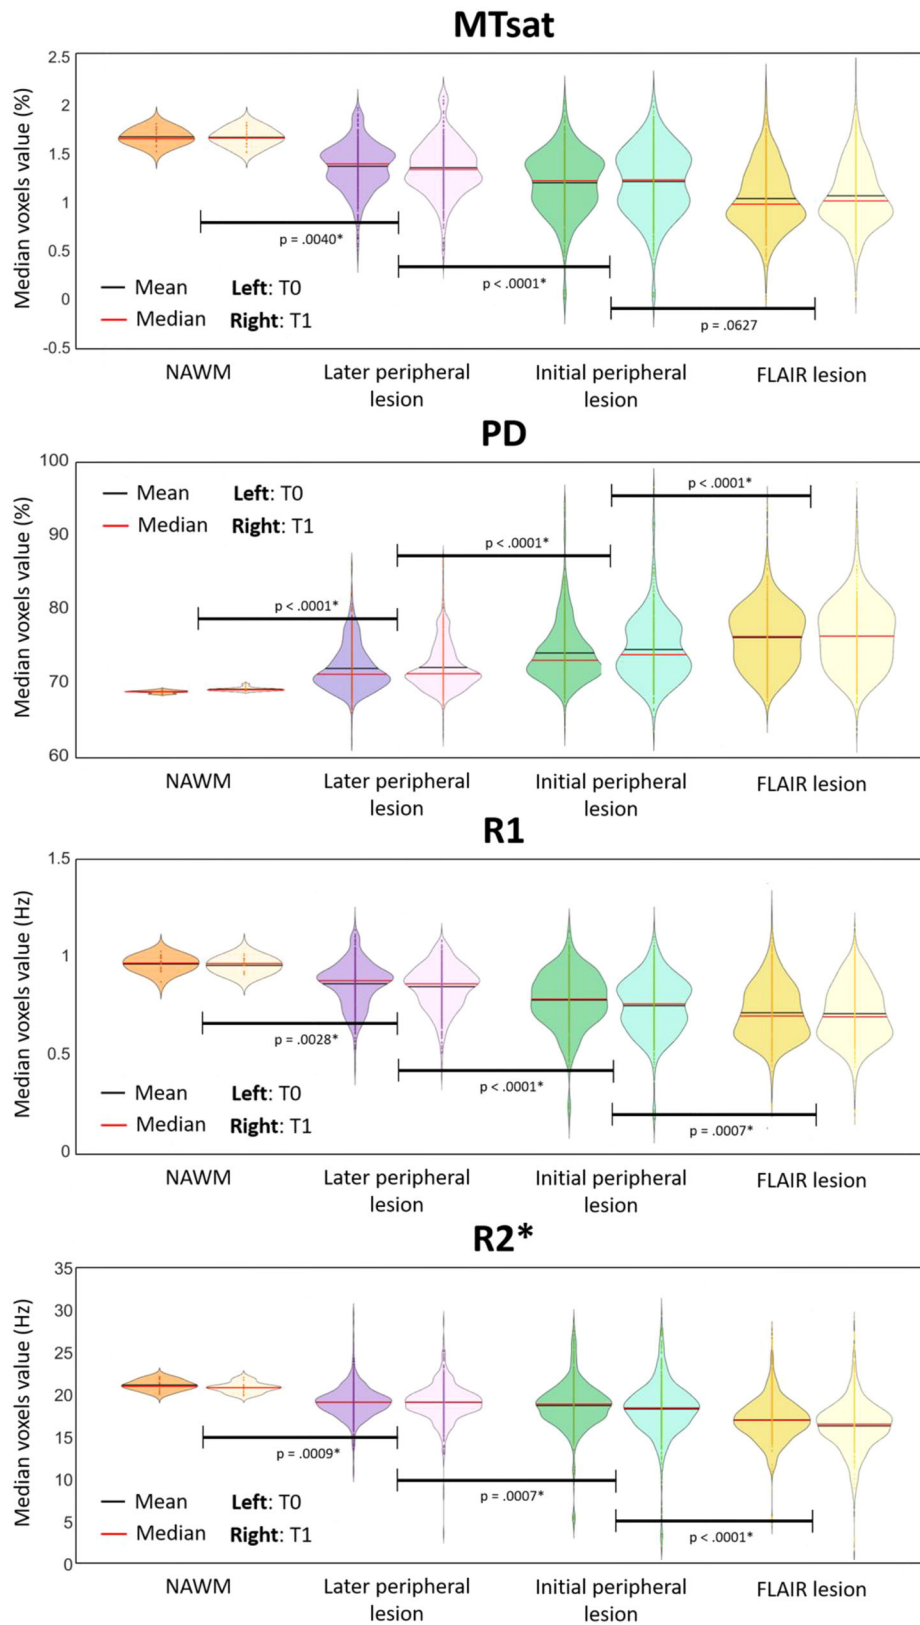 MTsat
Median voxels value (%)
2.5
2
1.5
1
0.5
0
-0.5
p = .0040*
p < .0001*
p = .0627
Mean Left: T0
Median Right: T1
NAWM Later peripheral lesion Initial peripheral lesion FLAIR lesion
PD
Median voxels value (%)
100
90
80
70
60
Mean Left: T0
Median Right: T1
p < .0001*
p < .0001*
p < .0001*
NAWM Later peripheral lesion Initial peripheral lesion FLAIR lesion
R1
Median voxels value (Hz)
1.5
1
0.5
0
p = .0028*
p < .0001*
p = .0007*
Mean Left: T0
Median Right: T1
NAWM Later peripheral lesion Initial peripheral lesion FLAIR lesion
R2*
Median voxels value (Hz)
35
30
25
20
15
10
5
0
p = .0009*
p = .0007*
p < .0001*
Mean Left: T0
Median Right: T1
NAWM Later peripheral lesion Initial peripheral lesion FLAIR lesion